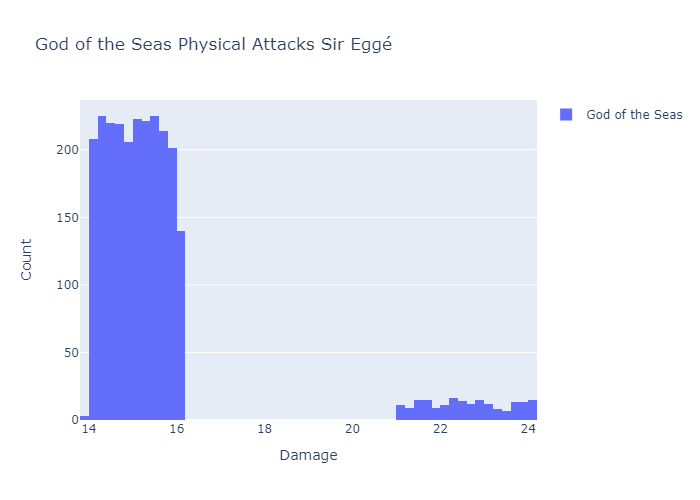 God of the Seas Physical Attacks Sir Eggé
God of the Seas
200
150
100
50
0
14 16 18 20 22 24
Count
Damage